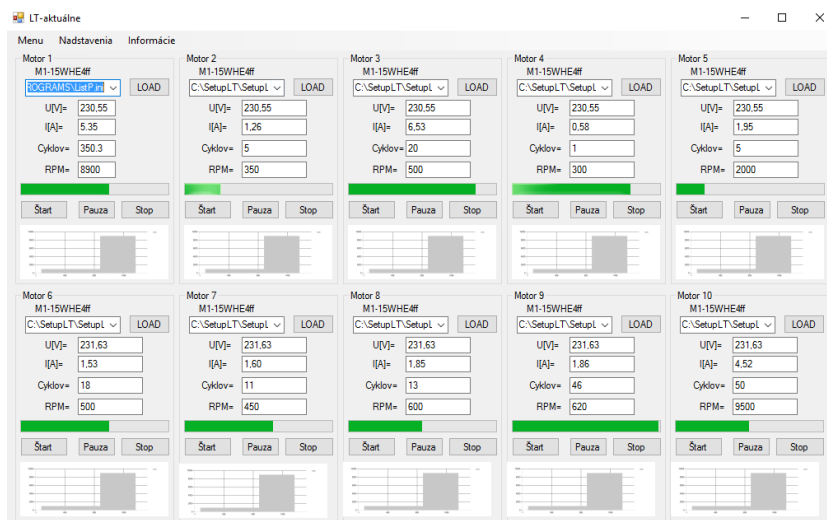 LT-aktuálne
Menu Nadstavenia Informácie
Motor 1 Motor 2 Motor 3 Motor 4 Motor 5
M1-15WHE4ff M1-15WHE4ff M1-15WHE4ff M1-15WHE4ff M1-15WHE4ff
ROGRAMS\ListP.ini LOAD C:\SetupLT\SetupL LOAD C:\SetupLT\SetupL LOAD C:\SetupLT\SetupL LOAD C:\SetupLT\SetupL LOAD
U[V]= 230,55 U[V]= 230,55 U[V]= 230,55 U[V]= 230,55 U[V]= 230,55
I[A]= 5.35 I[A]= 1,26 I[A]= 6,53 I[A]= 0,58 I[A]= 1,95
Cyklov= 350.3 Cyklov= 5 Cyklov= 20 Cyklov= 1 Cyklov= 5
RPM= 8900 RPM= 350 RPM= 500 RPM= 300 RPM= 2000
Štart Pauza Stop Štart Pauza Stop Štart Pauza Stop Štart Pauza Stop Štart Pauza Stop
Motor 6 Motor 7 Motor 8 Motor 9 Motor 10
M1-15WHE4ff M1-15WHE4ff M1-15WHE4ff M1-15WHE4ff M1-15WHE4ff
C:\SetupLT\SetupL LOAD C:\SetupLT\SetupL LOAD C:\SetupLT\SetupL LOAD C:\SetupLT\SetupL LOAD C:\SetupLT\SetupL LOAD
U[V]= 231,63 U[V]= 231,63 U[V]= 231,63 U[V]= 231,63 U[V]= 231,63
I[A]= 1,53 I[A]= 1,60 I[A]= 1,85 I[A]= 1,86 I[A]= 4,52
Cyklov= 18 Cyklov= 11 Cyklov= 13 Cyklov= 46 Cyklov= 50
RPM= 500 RPM= 450 RPM= 600 RPM= 620 RPM= 9500
Štart Pauza Stop Štart Pauza Stop Štart Pauza Stop Štart Pauza Stop Štart Pauza Stop